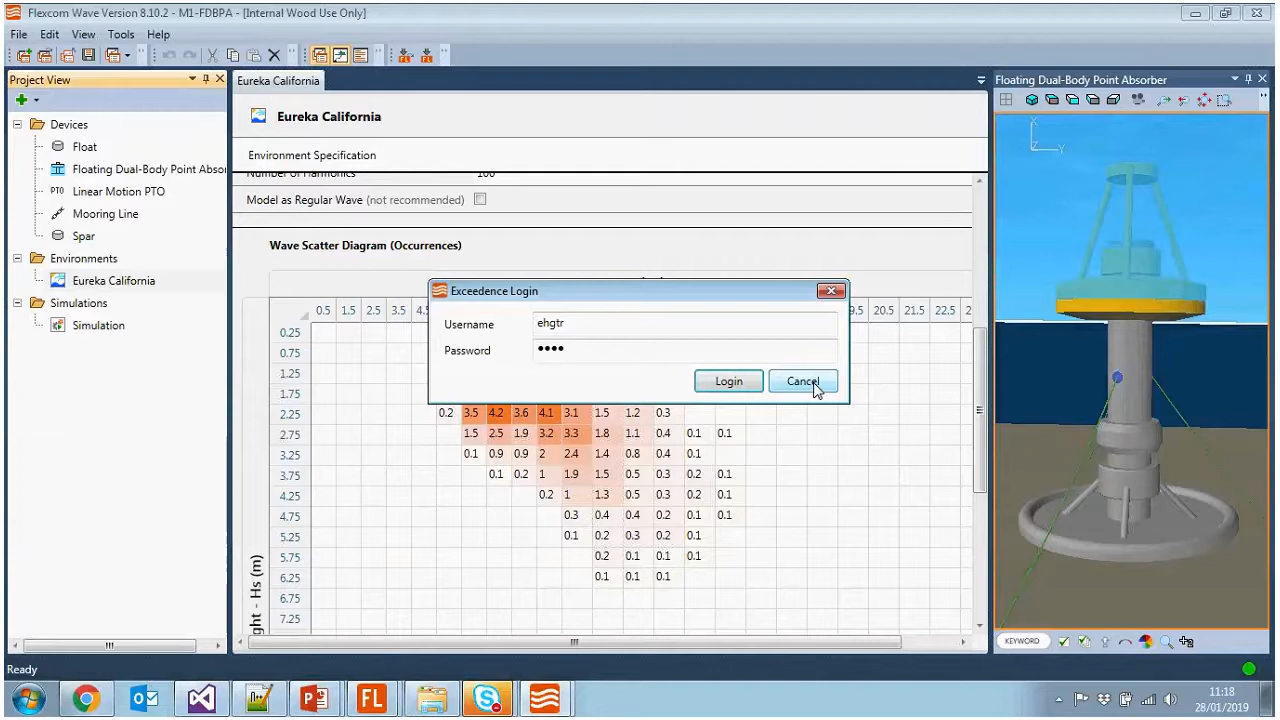 Flexcom Wave Version 8.10.2 - M1-FDBPA - [Internal Wood Use Only]
File Edit View Tools Help
Project View
Devices
Float
Floating Dual-Body Point Absor
PTO Linear Motion PTO
Mooring Line
Spar
Environments
Eureka California
Simulations
Simulation
Eureka California
Eureka California
Environment Specification
Number of Harmonics 100
Model as Regular Wave (not recommended)
Wave Scatter Diagram (Occurrences)
0.5 1.5 2.5 3.5 19.5 20.5 21.5 22.5
0.25
0.75
1.25
1.75
2.25 0.2 3.5 4.2 3.6 4.1 3.1 1.5 1.2 0.3
2.75 1.5 2.5 1.9 3.2 3.3 1.8 1.1 0.4 0.1 0.1
3.25 0.1 0.9 0.9 2 2.4 1.4 0.8 0.4 0.1
3.75 0.1 0.2 1 1.9 1.5 0.5 0.3 0.2 0.1
4.25 0.2 1 1.3 0.5 0.3 0.2 0.1
4.75 0.3 0.4 0.4 0.2 0.1 0.1
5.25 0.1 0.2 0.3 0.2 0.1
5.75 0.2 0.1 0.1 0.1
6.25 0.1 0.1 0.1
6.75
7.25
ght - Hs (m)
Exceedence Login
Username ehgtr
Password ••••
Login Cancel
Floating Dual-Body Point Absorber
X
Z Y
KEYWORD
Ready
FL
11:18
28/01/2019